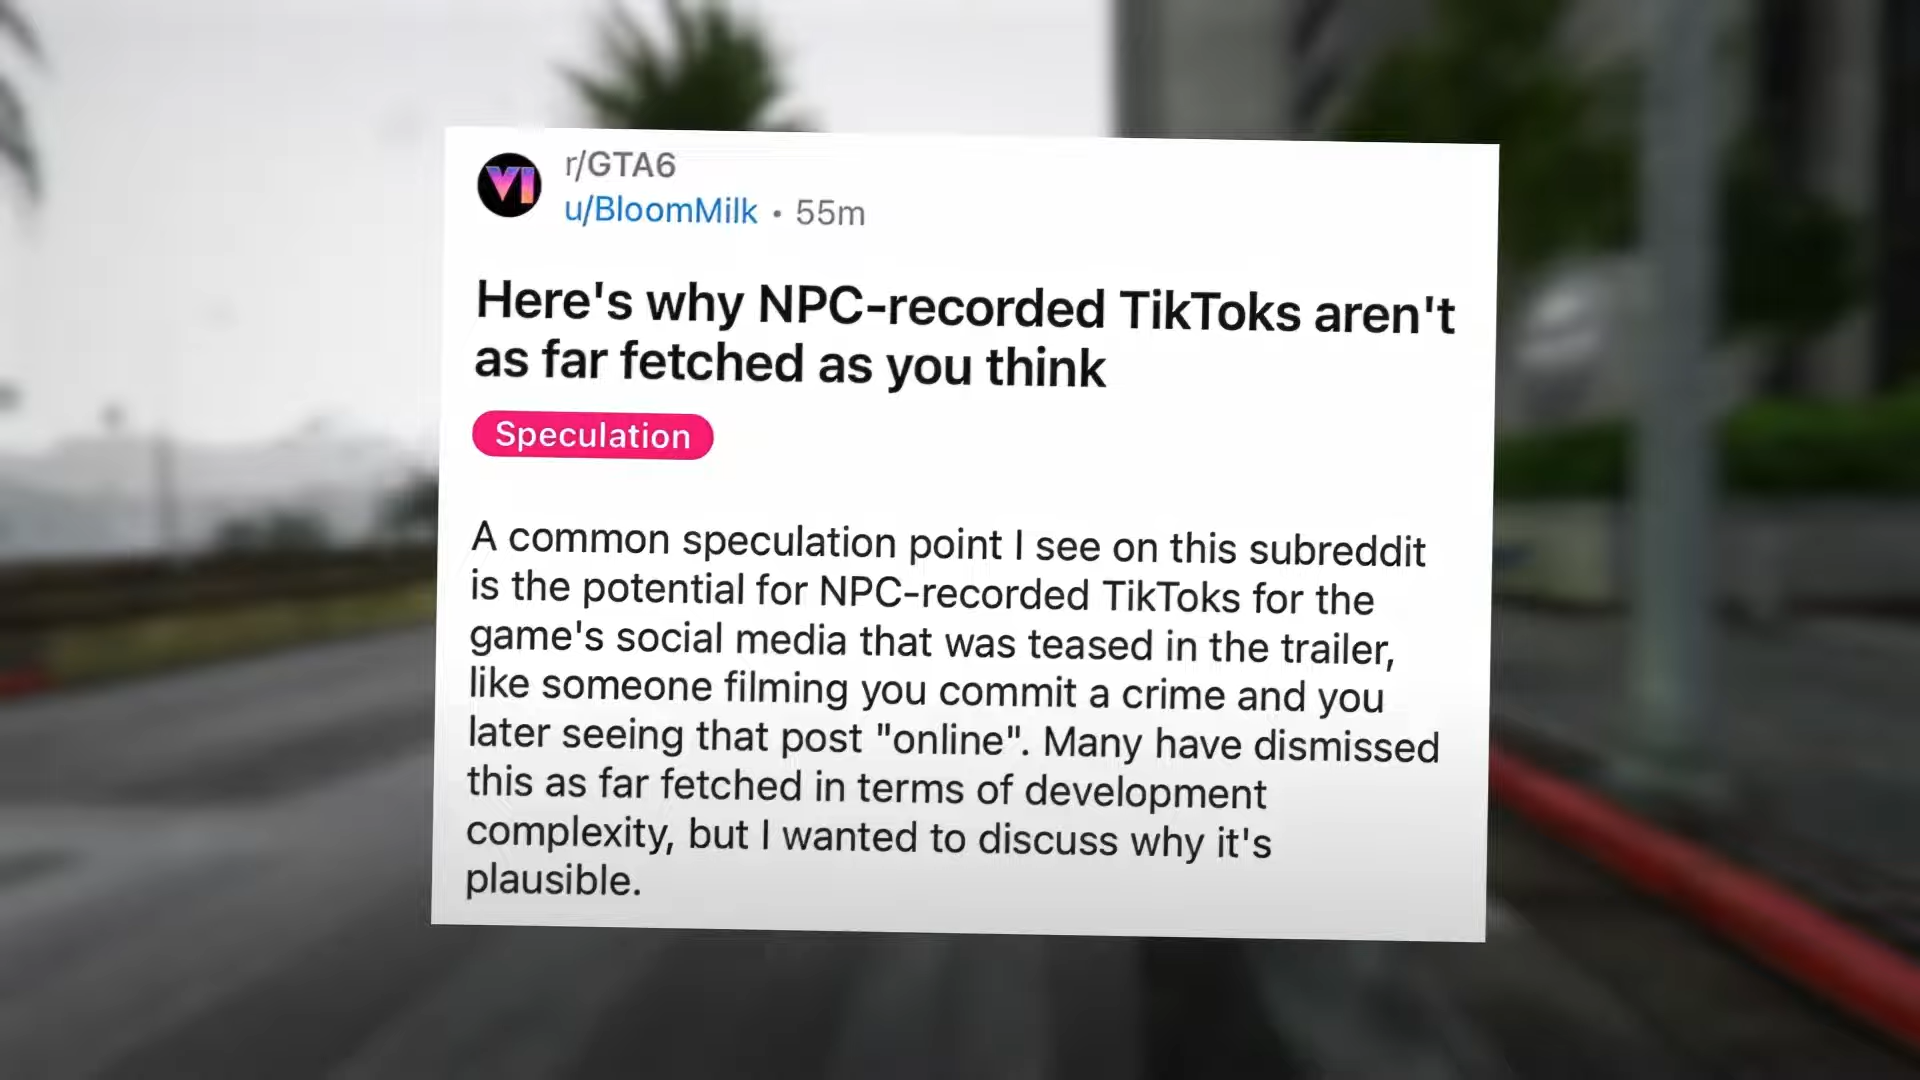 VI
r/GTA6
u/BloomMilk • 55m
Here's why NPC-recorded TikToks aren't
as far fetched as you think
Speculation
A common speculation point I see on this subreddit
is the potential for NPC-recorded TikToks for the
game's social media that was teased in the trailer,
like someone filming you commit a crime and you
later seeing that post "online". Many have dismissed
this as far fetched in terms of development
complexity, but I wanted to discuss why it's
plausible.